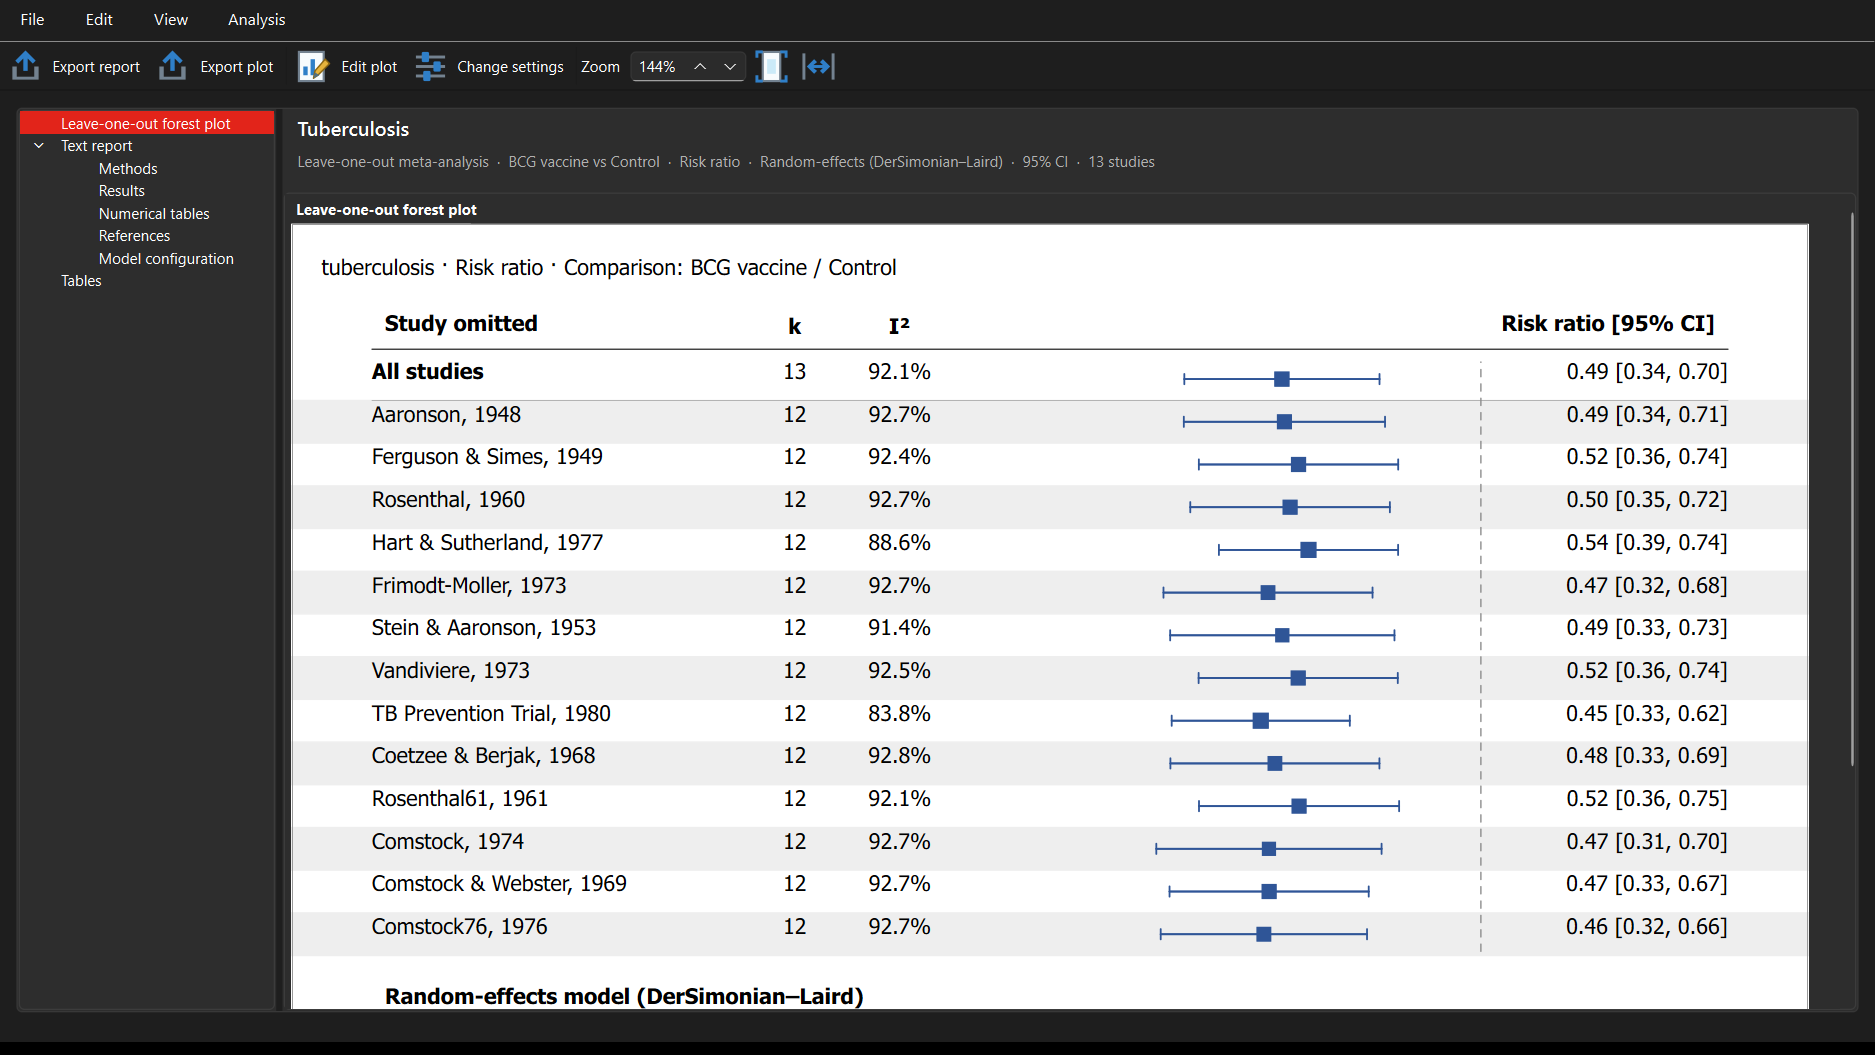 File Edit View Analysis
Export report Export plot Edit plot Change settings Zoom 144%
Leave-one-out forest plot
Text report
Methods
Results
Numerical tables
References
Model configuration
Tables
Tuberculosis
Leave-one-out meta-analysis · BCG vaccine vs Control · Risk ratio · Random-effects (DerSimonian–Laird) · 95% CI · 13 studies
Leave-one-out forest plot
tuberculosis · Risk ratio · Comparison: BCG vaccine / Control
Study omitted k I² Risk ratio [95% CI]
All studies 13 92.1% 0.49 [0.34, 0.70]
Aaronson, 1948 12 92.7% 0.49 [0.34, 0.71]
Ferguson & Simes, 1949 12 92.4% 0.52 [0.36, 0.74]
Rosenthal, 1960 12 92.7% 0.50 [0.35, 0.72]
Hart & Sutherland, 1977 12 88.6% 0.54 [0.39, 0.74]
Frimodt-Moller, 1973 12 92.7% 0.47 [0.32, 0.68]
Stein & Aaronson, 1953 12 91.4% 0.49 [0.33, 0.73]
Vandiviere, 1973 12 92.5% 0.52 [0.36, 0.74]
TB Prevention Trial, 1980 12 83.8% 0.45 [0.33, 0.62]
Coetzee & Berjak, 1968 12 92.8% 0.48 [0.33, 0.69]
Rosenthal61, 1961 12 92.1% 0.52 [0.36, 0.75]
Comstock, 1974 12 92.7% 0.47 [0.31, 0.70]
Comstock & Webster, 1969 12 92.7% 0.47 [0.33, 0.67]
Comstock76, 1976 12 92.7% 0.46 [0.32, 0.66]
Random-effects model (DerSimonian–Laird)